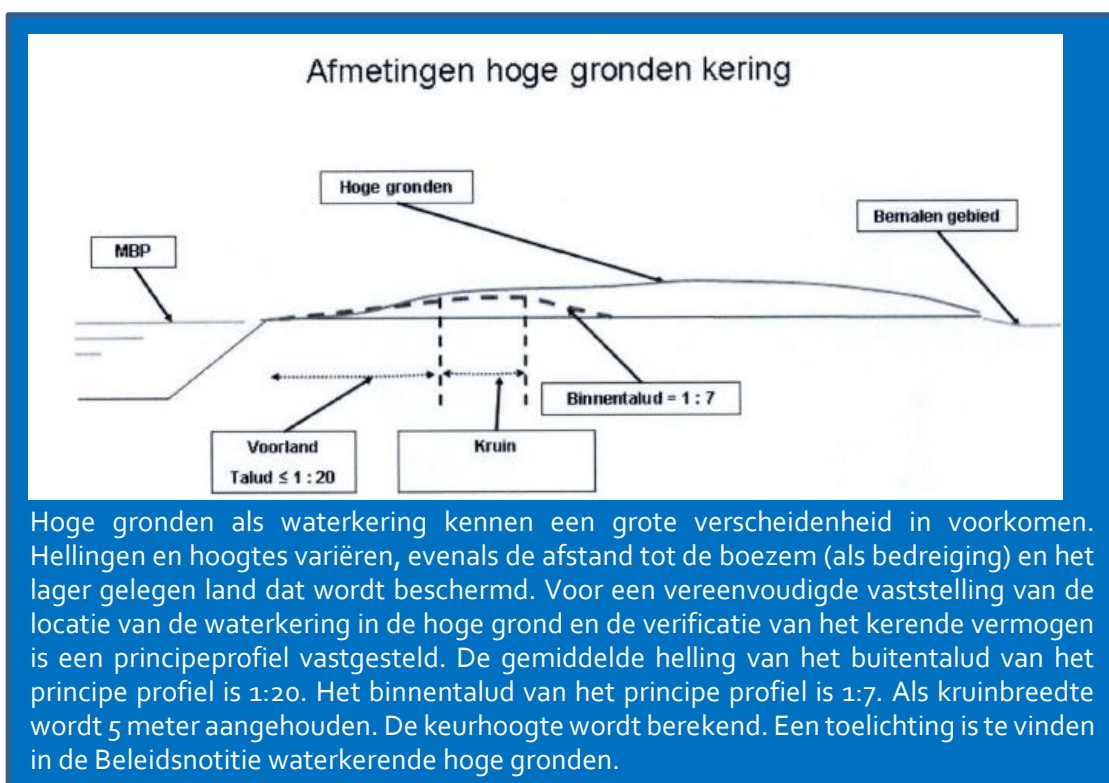 Afmetingen hoge gronden kering
Hoge gronden
Bemalen gebied
MBP
Binnentalud = 1 : 7
Voorland
Talud ≤ 1 : 20
Kruin
Hoge gronden als waterkering kennen een grote verscheidenheid in voorkomen.
Hellingen en hoogtes variëren, evenals de afstand tot de boezem (als bedreiging) en het
lager gelegen land dat wordt beschermd. Voor een vereenvoudigde vaststelling van de
locatie van de waterkering in de hoge grond en de verificatie van het kerende vermogen
is een principeprofiel vastgesteld. De gemiddelde helling van het buitentalud van het
principe profiel is 1:20. Het binnentalud van het principe profiel is 1:7. Als kruinbreedte
wordt 5 meter aangehouden. De keurhoogte wordt berekend. Een toelichting is te vinden
in de Beleidsnotitie waterkerende hoge gronden.